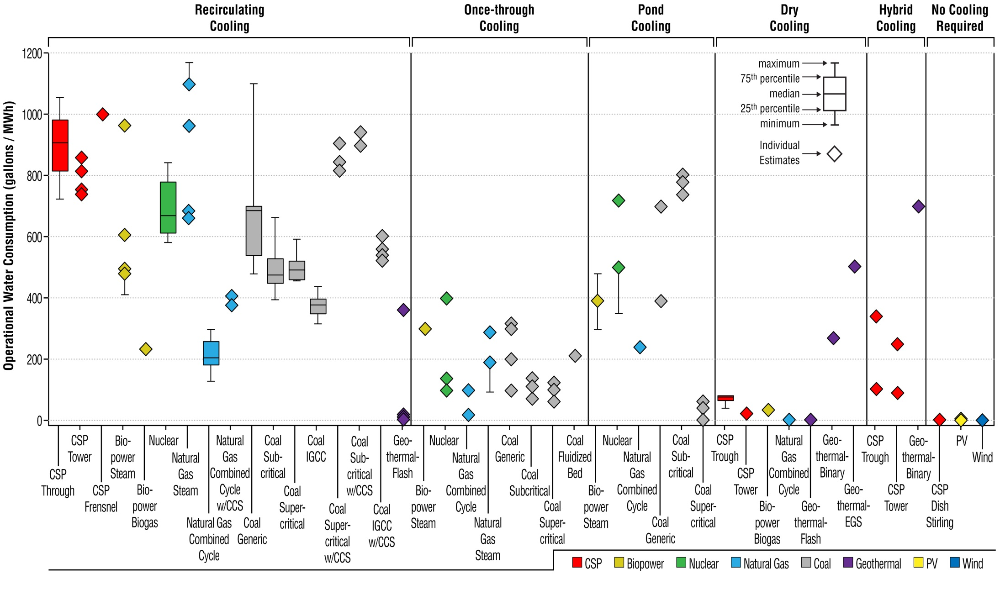 Recirculating
Cooling
Once-through
Cooling
Pond
Cooling
Dry
Cooling
Hybrid
Cooling
No Cooling
Required
Operational Water Consumption (gallons / MWh)
1200
1000
800
600
400
200
0
maximum
75th percentile
median
25th percentile
minimum
Individual
Estimates
CSP
Through
CSP
Tower
CSP
Frensnel
Bio-
power
Steam
Bio-
power
Biogas
Nuclear
Natural
Gas
Steam
Natural Gas
Combined
Cycle
Natural
Gas
Combined
Cycle
w/CCS
Coal
Generic
Coal
Sub-
critical
Coal
Super-
critical
Coal
IGCC
Coal
Super-
critical
w/CCS
Coal
Sub-
critical
w/CCS
Coal
IGCC
w/CCS
Geo-
thermal-
Flash
Bio-
power
Steam
Nuclear
Natural
Gas
Combined
Cycle
Natural
Gas
Steam
Coal
Generic
Coal
Subcritical
Coal
Super-
critical
Coal
Fluidized
Bed
Bio-
power
Steam
Nuclear
Natural
Gas
Combined
Cycle
Coal
Generic
Coal
Sub-
critical
Coal
Super-
critical
CSP
Trough
CSP
Tower
Bio-
power
Biogas
Natural
Gas
Combined
Cycle
Geo-
thermal-
Flash
Geo-
thermal-
Binary
Geo-
thermal-
EGS
CSP
Trough
CSP
Tower
Geo-
thermal-
Binary
CSP
Dish
Stirling
PV
Wind
CSP
Biopower
Nuclear
Natural Gas
Coal
Geothermal
PV
Wind